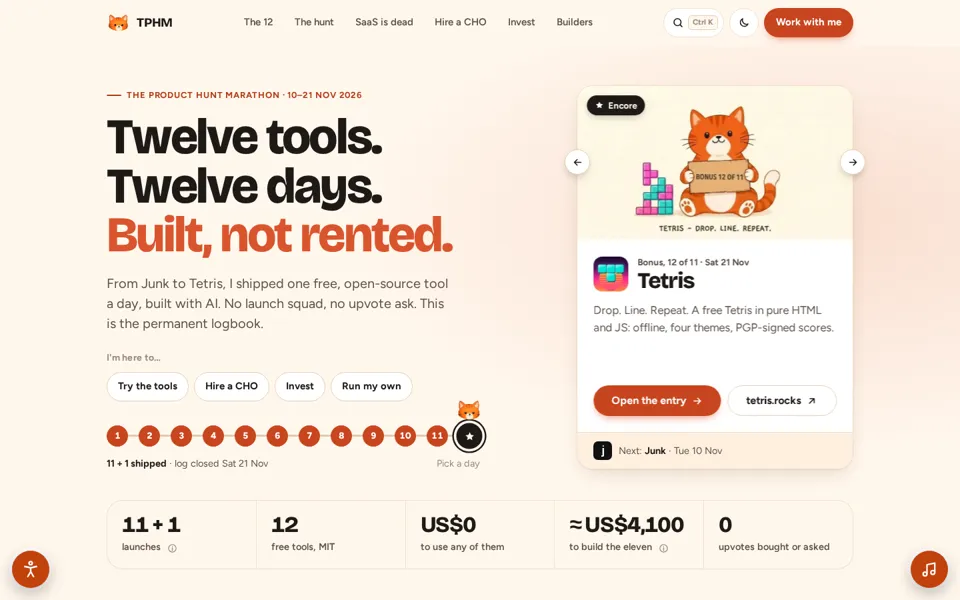 TPHM
The 12
The hunt
SaaS is dead
Hire a CHO
Invest
Builders
Ctrl K
Work with me
THE PRODUCT HUNT MARATHON · 10–21 NOV 2026
Twelve tools.
Twelve days.
Built, not rented.
From Junk to Tetris, I shipped one free, open-source tool
a day, built with AI. No launch squad, no upvote ask. This
is the permanent logbook.
I'm here to...
Try the tools
Hire a CHO
Invest
Run my own
1 2 3 4 5 6 7 8 9 10 11
11 + 1 shipped · log closed Sat 21 Nov
Pick a day
Encore
BONUS 12 OF 11
TETRIS – DROP. LINE. REPEAT.
Bonus, 12 of 11 · Sat 21 Nov
Tetris
Drop. Line. Repeat. A free Tetris in pure HTML
and JS: offline, four themes, PGP-signed scores.
Open the entry →
tetris.rocks ↗
j
Next: Junk · Tue 10 Nov
11 + 1
launches
12
free tools, MIT
US$0
to use any of them
≈US$4,100
to build the eleven
0
upvotes bought or asked